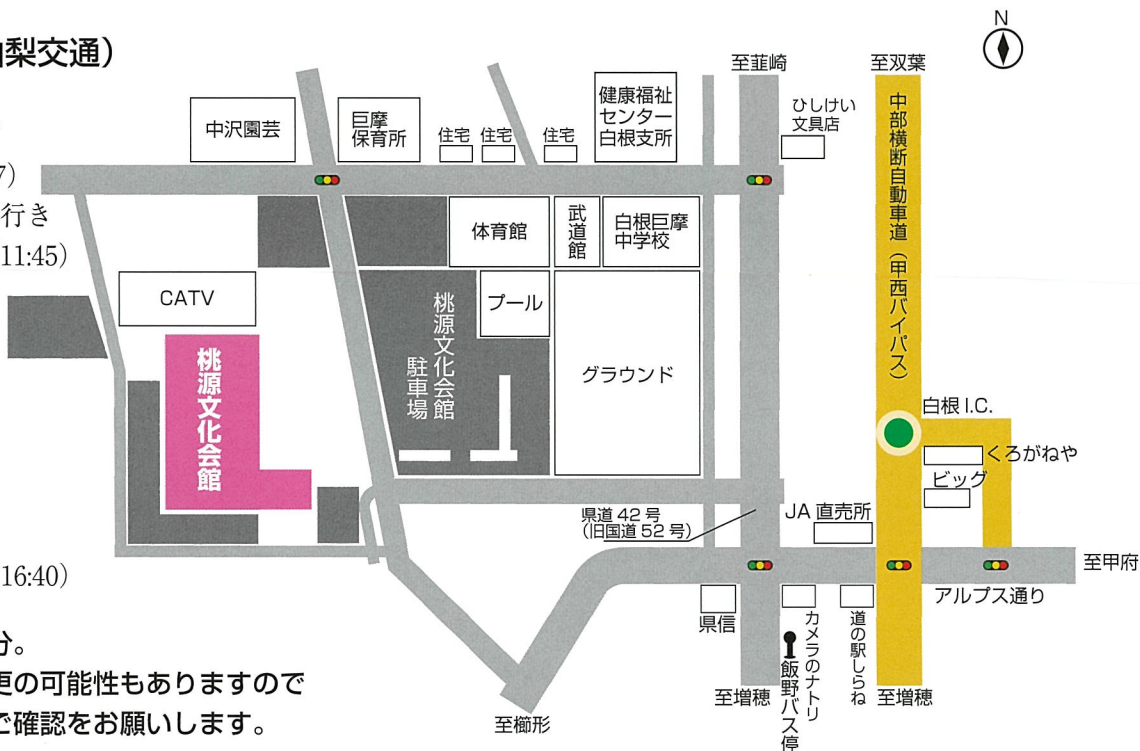 梨交通）
7）
行き
11:45）
16:40）
分。
更の可能性もありますので
ご確認をお願いします。
N
至韮崎
至双葉
中沢園芸
巨摩
保育所
住宅
住宅
住宅
健康福祉
センター
白根支所
ひしけい
文具店
中部横断自動車道（甲西バイパス）
体育館
武道館
白根巨摩
中学校
CATV
プール
桃源文化会館
駐車場
グラウンド
桃源文化会館
白根 I.C.
くろがねや
ビッグ
県道 42 号
（旧国道 52 号）
JA 直売所
至甲府
アルプス通り
県信
カメラのナトリ
道の駅しらね
飯野バス停
至増穂
至増穂
至櫛形